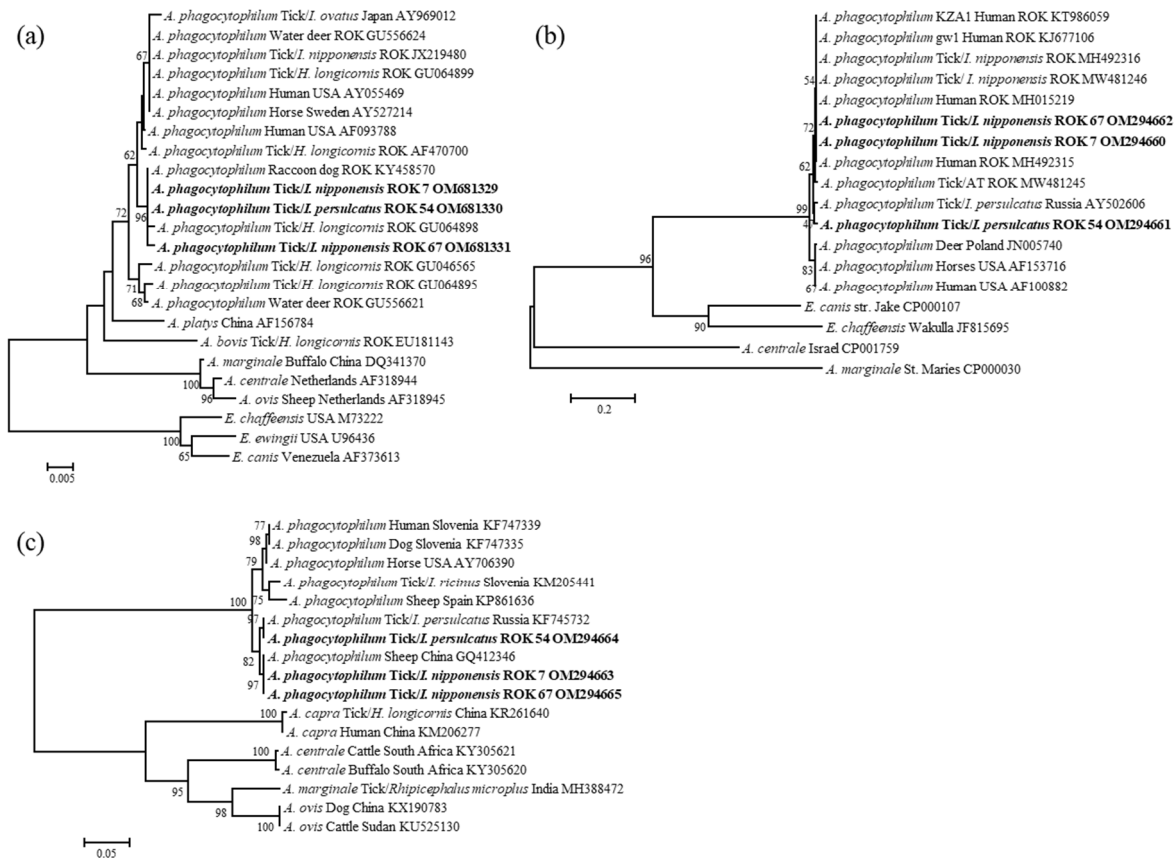 (a)
A. phagocytophilum Tick/I. ovatus Japan AY969012
A. phagocytophilum Water deer ROK GU556624
A. phagocytophilum Tick/I. nipponensis ROK JX219480
67
A. phagocytophilum Tick/H. longicornis ROK GU064899
A. phagocytophilum Human USA AY055469
A. phagocytophilum Horse Sweden AY527214
A. phagocytophilum Human USA AF093788
A. phagocytophilum Tick/H. longicornis ROK AF470700
62
A. phagocytophilum Raccoon dog ROK KY458570
A. phagocytophilum Tick/I. nipponensis ROK 7 OM681329
A. phagocytophilum Tick/I. persulcatus ROK 54 OM681330
72
96
A. phagocytophilum Tick/H. longicornis ROK GU064898
A. phagocytophilum Tick/I. nipponensis ROK 67 OM681331
A. phagocytophilum Tick/H. longicornis ROK GU046565
A. phagocytophilum Tick/H. longicornis ROK GU064895
71
A. phagocytophilum Water deer ROK GU556621
68
A. platys China AF156784
A. bovis Tick/H. longicornis ROK EU181143
A. marginale Buffalo China DQ341370
100
A. centrale Netherlands AF318944
96
A. ovis Sheep Netherlands AF318945
E. chaffeensis USA M73222
100
E. ewingii USA U96436
65
E. canis Venezuela AF373613
0.005
(b)
A. phagocytophilum KZA1 Human ROK KT986059
A. phagocytophilum gw1 Human ROK KJ677106
A. phagocytophilum Tick/I. nipponensis ROK MH492316
54
A. phagocytophilum Tick/ I. nipponensis ROK MW481246
A. phagocytophilum Human ROK MH015219
A. phagocytophilum Tick/I. nipponensis ROK 67 OM294662
72
A. phagocytophilum Tick/I. nipponensis ROK 7 OM294660
A. phagocytophilum Human ROK MH492315
62
A. phagocytophilum Tick/AT ROK MW481245
A. phagocytophilum Tick/I. persulcatus Russia AY502606
99
A. phagocytophilum Tick/I. persulcatus ROK 54 OM294661
A. phagocytophilum Deer Poland JN005740
96
A. phagocytophilum Horses USA AF153716
83
A. phagocytophilum Human USA AF100882
67
E. canis str. Jake CP000107
90
E. chaffeensis Wakulla JF815695
A. centrale Israel CP001759
A. marginale St. Maries CP000030
0.2
(c)
77
A. phagocytophilum Human Slovenia KF747339
98
A. phagocytophilum Dog Slovenia KF747335
79
A. phagocytophilum Horse USA AY706390
A. phagocytophilum Tick/I. ricinus Slovenia KM205441
100
75
A. phagocytophilum Sheep Spain KP861636
97
A. phagocytophilum Tick/I. persulcatus Russia KF745732
A. phagocytophilum Tick/I. persulcatus ROK 54 OM294664
82
A. phagocytophilum Sheep China GQ412346
A. phagocytophilum Tick/I. nipponensis ROK 7 OM294663
97
A. phagocytophilum Tick/I. nipponensis ROK 67 OM294665
100
A. capra Tick/H. longicornis China KR261640
A. capra Human China KM206277
100
A. centrale Cattle South Africa KY305621
A. centrale Buffalo South Africa KY305620
95
A. marginale Tick/Rhipicephalus microplus India MH388472
98
A. ovis Dog China KX190783
100
A. ovis Cattle Sudan KU525130
0.05